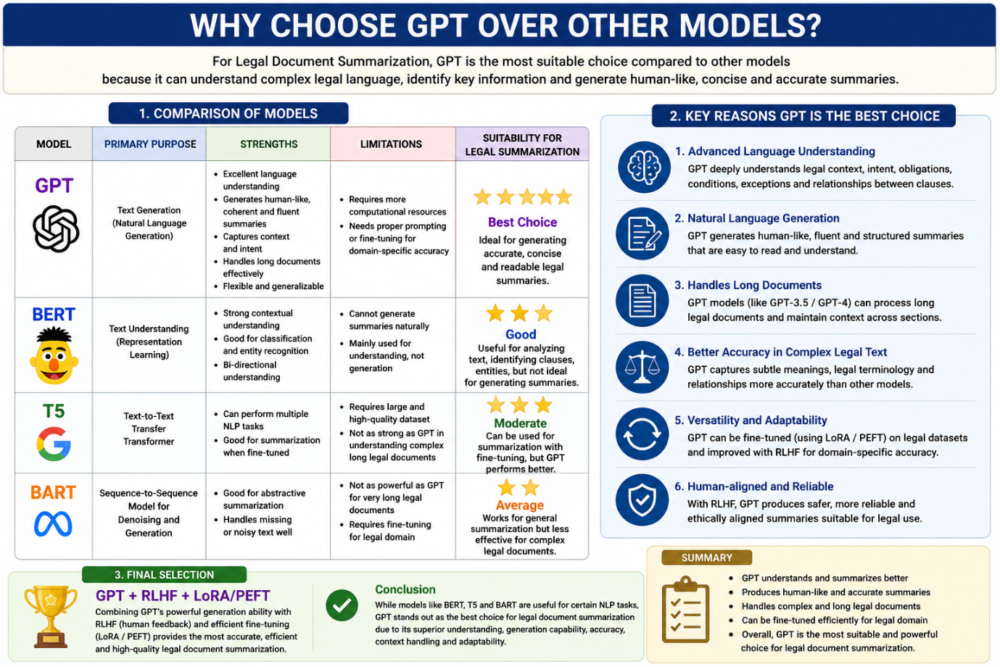 WHY CHOOSE GPT OVER OTHER MODELS?
For Legal Document Summarization, GPT is the most suitable choice compared to other models
because it can understand complex legal language, identify key information and generate human-like, concise and accurate summaries.
1. COMPARISON OF MODELS
MODEL
PRIMARY PURPOSE
STRENGTHS
LIMITATIONS
SUITABILITY FOR
LEGAL SUMMARIZATION
GPT
Text Generation
(Natural Language
Generation)
• Excellent language
understanding
• Generates human-like,
coherent and fluent
summaries
• Captures context
and intent
• Handles long documents
effectively
• Flexible and generalizable
• Requires more
computational resources
• Needs proper prompting
or fine-tuning for
domain-specific accuracy
Best Choice
Ideal for generating
accurate, concise
and readable legal
summaries.
BERT
Text Understanding
(Representation
Learning)
• Strong contextual
understanding
• Good for classification
and entity recognition
• Bi-directional
understanding
• Cannot generate
summaries naturally
• Mainly used for
understanding, not
generation
Good
Useful for analyzing
text, identifying clauses,
entities, but not ideal
for generating summaries.
T5
Text-to-Text
Transfer
Transformer
• Can perform multiple
NLP tasks
• Good for summarization
when fine-tuned
• Requires large and
high-quality dataset
• Not as strong as GPT in
understanding complex
long legal documents
Moderate
Can be used for
summarization with
fine-tuning, but GPT
performs better.
BART
Sequence-to-Sequence
Model for
Denoising and
Generation
• Good for abstractive
summarization
• Handles missing
or noisy text well
• Not as powerful as GPT
for very long legal
documents
• Requires fine-tuning
for legal domain
Average
Works for general
summarization but less
effective for complex
legal documents.
2. KEY REASONS GPT IS THE BEST CHOICE
1. Advanced Language Understanding
GPT deeply understands legal context, intent, obligations,
conditions, exceptions and relationships between clauses.
2. Natural Language Generation
GPT generates human-like, fluent and structured summaries
that are easy to read and understand.
3. Handles Long Documents
GPT models (like GPT-3.5 / GPT-4) can process long
legal documents and maintain context across sections.
4. Better Accuracy in Complex Legal Text
GPT captures subtle meanings, legal terminology and
relationships more accurately than other models.
5. Versatility and Adaptability
GPT can be fine-tuned (using LoRA / PEFT) on legal datasets
and improved with RLHF for domain-specific accuracy.
6. Human-aligned and Reliable
With RLHF, GPT produces safer, more reliable and
ethically aligned summaries suitable for legal use.
3. FINAL SELECTION
GPT + RLHF + LoRA/PEFT
Combining GPT's powerful generation ability with
RLHF (human feedback) and efficient fine-tuning
(LoRA / PEFT) provides the most accurate, efficient
and high-quality legal document summarization.
Conclusion
While models like BERT, T5 and BART are useful for certain NLP tasks,
GPT stands out as the best choice for legal document summarization
due to its superior understanding, generation capability, accuracy,
context handling and adaptability.
SUMMARY
• GPT understands and summarizes better
• Produces human-like and accurate summaries
• Handles complex and long legal documents
• Can be fine-tuned efficiently for legal domain
• Overall, GPT is the most suitable and powerful
choice for legal document summarization.